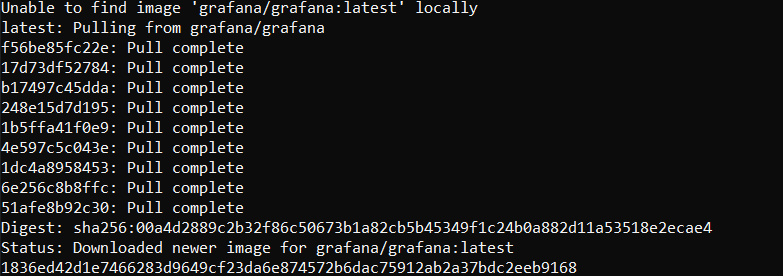 Unable to find image 'grafana/grafana:latest' locally
latest: Pulling from grafana/grafana
f56be85fc22e: Pull complete
17d73df52784: Pull complete
b17497c45dda: Pull complete
248e15d7d195: Pull complete
1b5ffa41f0e9: Pull complete
4e597c5c043e: Pull complete
1dc4a8958453: Pull complete
6e256c8b8ffc: Pull complete
51afe8b92c30: Pull complete
Digest: sha256:00a4d2889c2b32f86c50673b1a82cb5b45349f1c24b0a882d11a53518e2ecae4
Status: Downloaded newer image for grafana/grafana:latest
1836ed42d1e7466283d9649cf23da6e874572b6dac75912ab2a37bdc2eeb9168